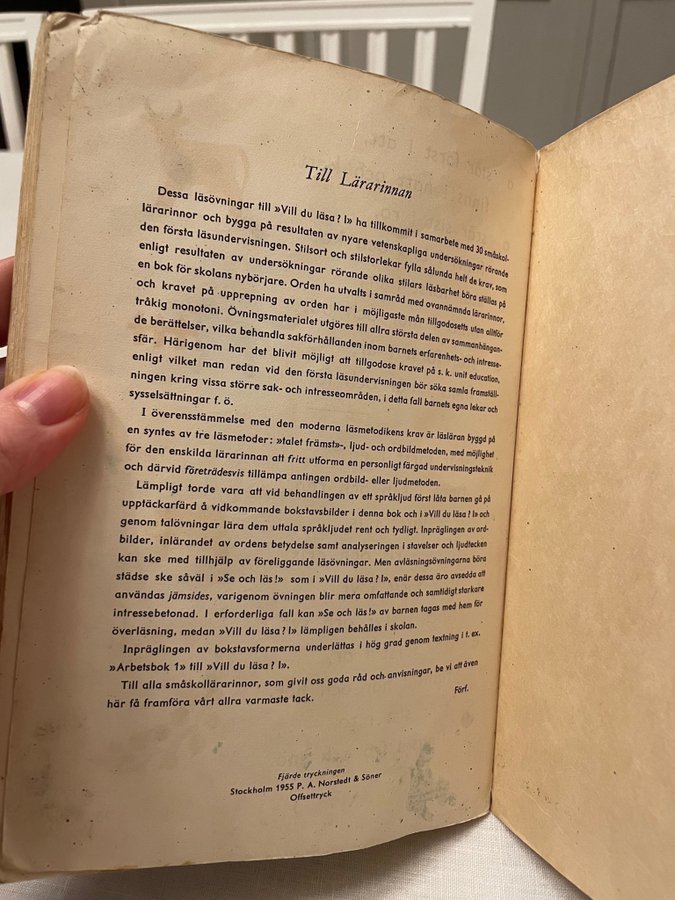 Till Lärarinnan
Dessa läsövningar till »Vill du läsa? I» ha tillkommit i samarbete med 30 småskol-
lärarinnor och bygga på resultaten av nyare vetenskapliga undersökningar rörande
den första läsundervisningen. Stilsort och stilstorlekar fylla sålunda helt de krav, som
enligt resultaten av undersökningar rörande olika stilars läsbarhet böra ställas på
en bok för skolans nybörjare. Orden ha utvalts i samråd med ovannämnda lärarinnor,
och kravet på upprepning av orden har i möjligaste mån tillgodosetts utan alltför
tråkig monotoni. Övningsmaterialet utgöres till allra största delen av sammanhängan-
de berättelser, vilka behandla sakförhållanden inom barnets erfarenhets- och intresse-
sfär. Härigenom har det blivit möjligt att tillgodose kravet på s. k. unit education,
enligt vilket man redan vid den första läsundervisningen bör söka samla framställ-
ningen kring vissa större sak- och intresseområden, i detta fall barnets egna lekar och
sysselsättningar f. ö.
I överensstämmelse med den moderna läsmetodikens krav är läsläran byggd på
en syntes av tre läsmetoder: »talet främst»-, ljud- och ordbildmetoden, med möjlighet
för den enskilda lärarinnan att fritt utforma en personligt färgad undervisningsteknik
och därvid företrädesvis tillämpa antingen ordbild- eller ljudmetoden.
Lämpligt torde vara att vid behandlingen av ett språkljud först låta barnen gå på
upptäckarfärd å vidkommande bokstavsbilder i denna bok och i »Vill du läsa? I» och
genom talövningar lära dem uttala språkljudet rent och tydligt. Inpräglingen av ord-
bilder, inlärandet av ordens betydelse samt analyseringen i stavelser och ljudtecken
kan ske med tillhjälp av föreliggande läsövningar. Men avläsningsövningarna böra
städse ske såväl i »Se och läs!» som i »Vill du läsa? I», enär dessa äro avsedda att
användas jämsides, varigenom övningen blir mera omfattande och samtidigt starkare
intressebetonad. I erforderliga fall kan »Se och läs!» av barnen tagas med hem för
överläsning, medan »Vill du läsa? I» lämpligen behålles i skolan.
Inpräglingen av bokstavsformerna underlättas i hög grad genom textning i t. ex.
»Arbetsbok 1» till »Vill du läsa? I».
Till alla småskollärarinnor, som givit oss goda råd och anvisningar, be vi att även
här få framföra vårt allra varmaste tack.
Förf.
Fjärde tryckningen
Stockholm 1955 P. A. Norstedt & Söner
Offsettryck